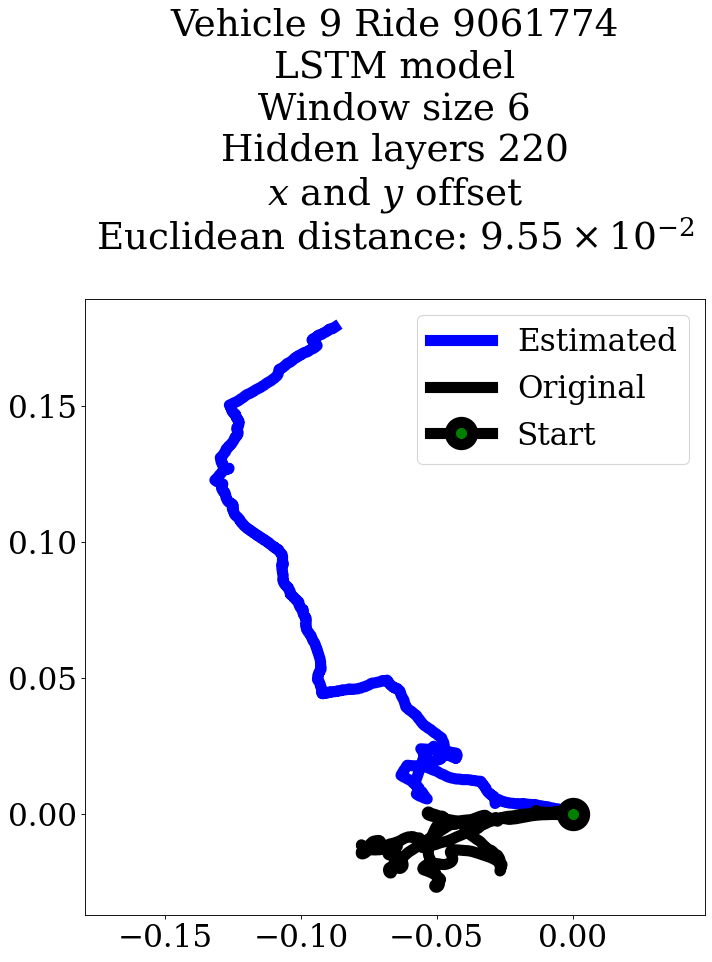 Vehicle 9 Ride 9061774
LSTM model
Window size 6
Hidden layers 220
x and y offset
Euclidean distance: 9.55 × 10⁻²
Estimated
Original
Start
0.15
0.10
0.05
0.00
−0.15 −0.10 −0.05 0.00